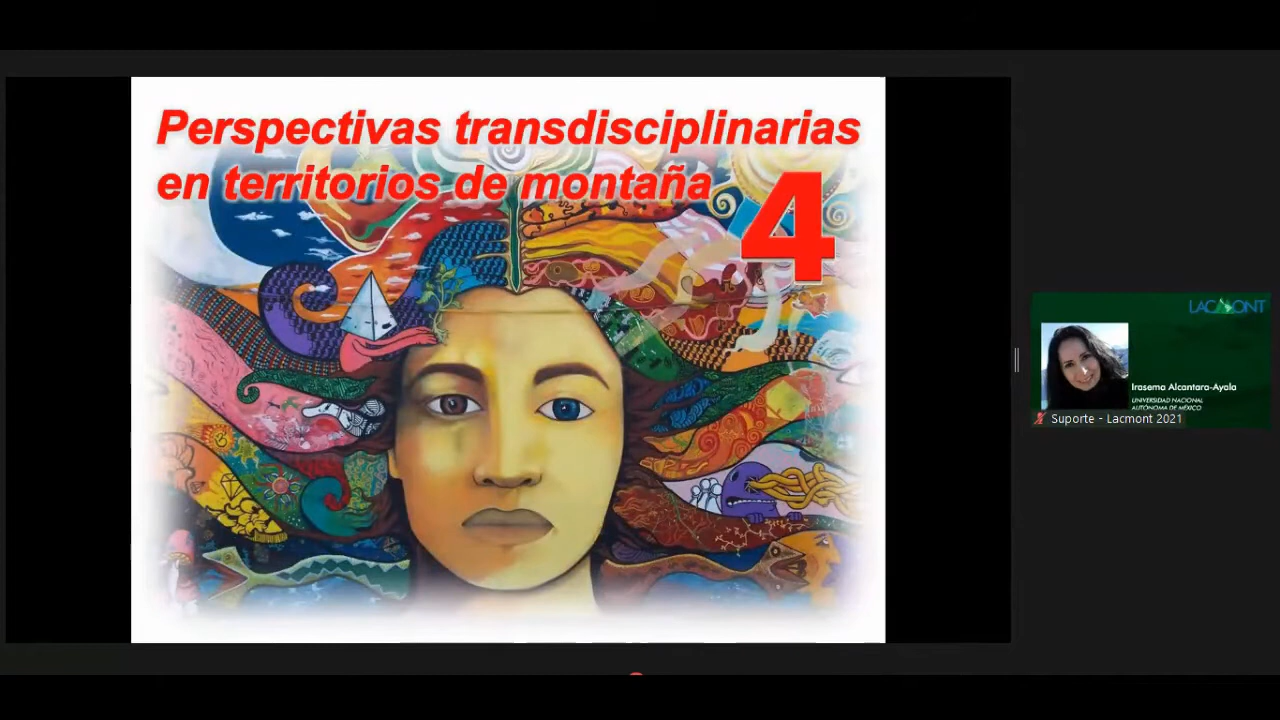 Perspectivas transdisciplinarias
en territorios de montaña
4
LACMONT
Irasema Alcantara-Ayala
UNIVERSIDAD NACIONAL
AUTÓNOMA DE MÉXICO
Suporte - Lacmont 2021